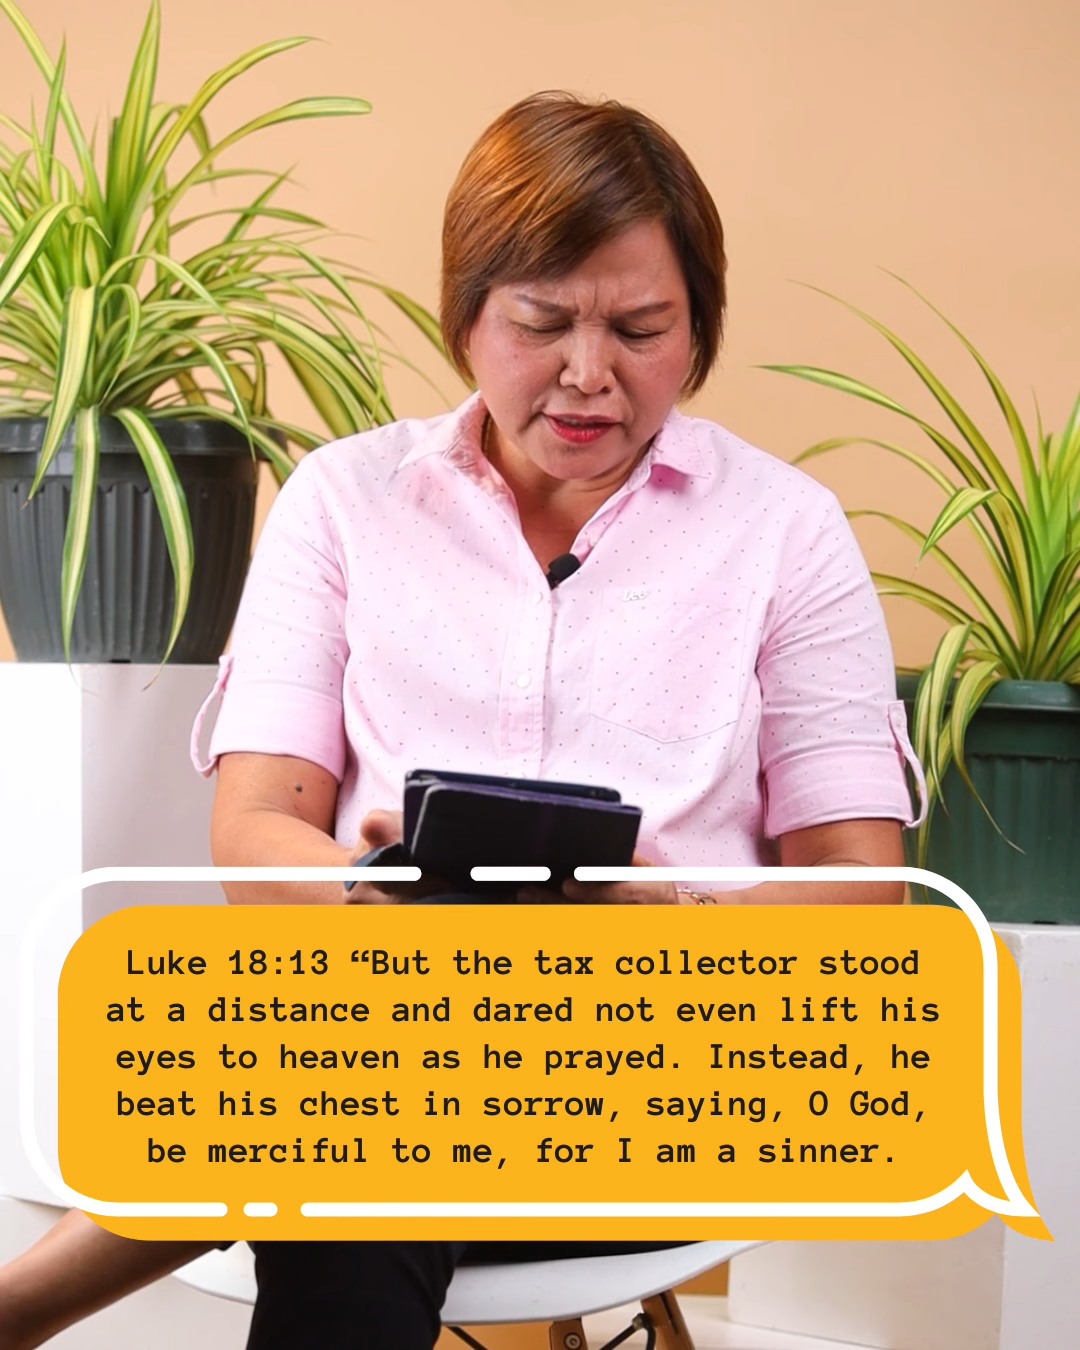 Lee
Luke 18:13 “But the tax collector stood
at a distance and dared not even lift his
eyes to heaven as he prayed. Instead, he
beat his chest in sorrow, saying, O God,
be merciful to me, for I am a sinner.